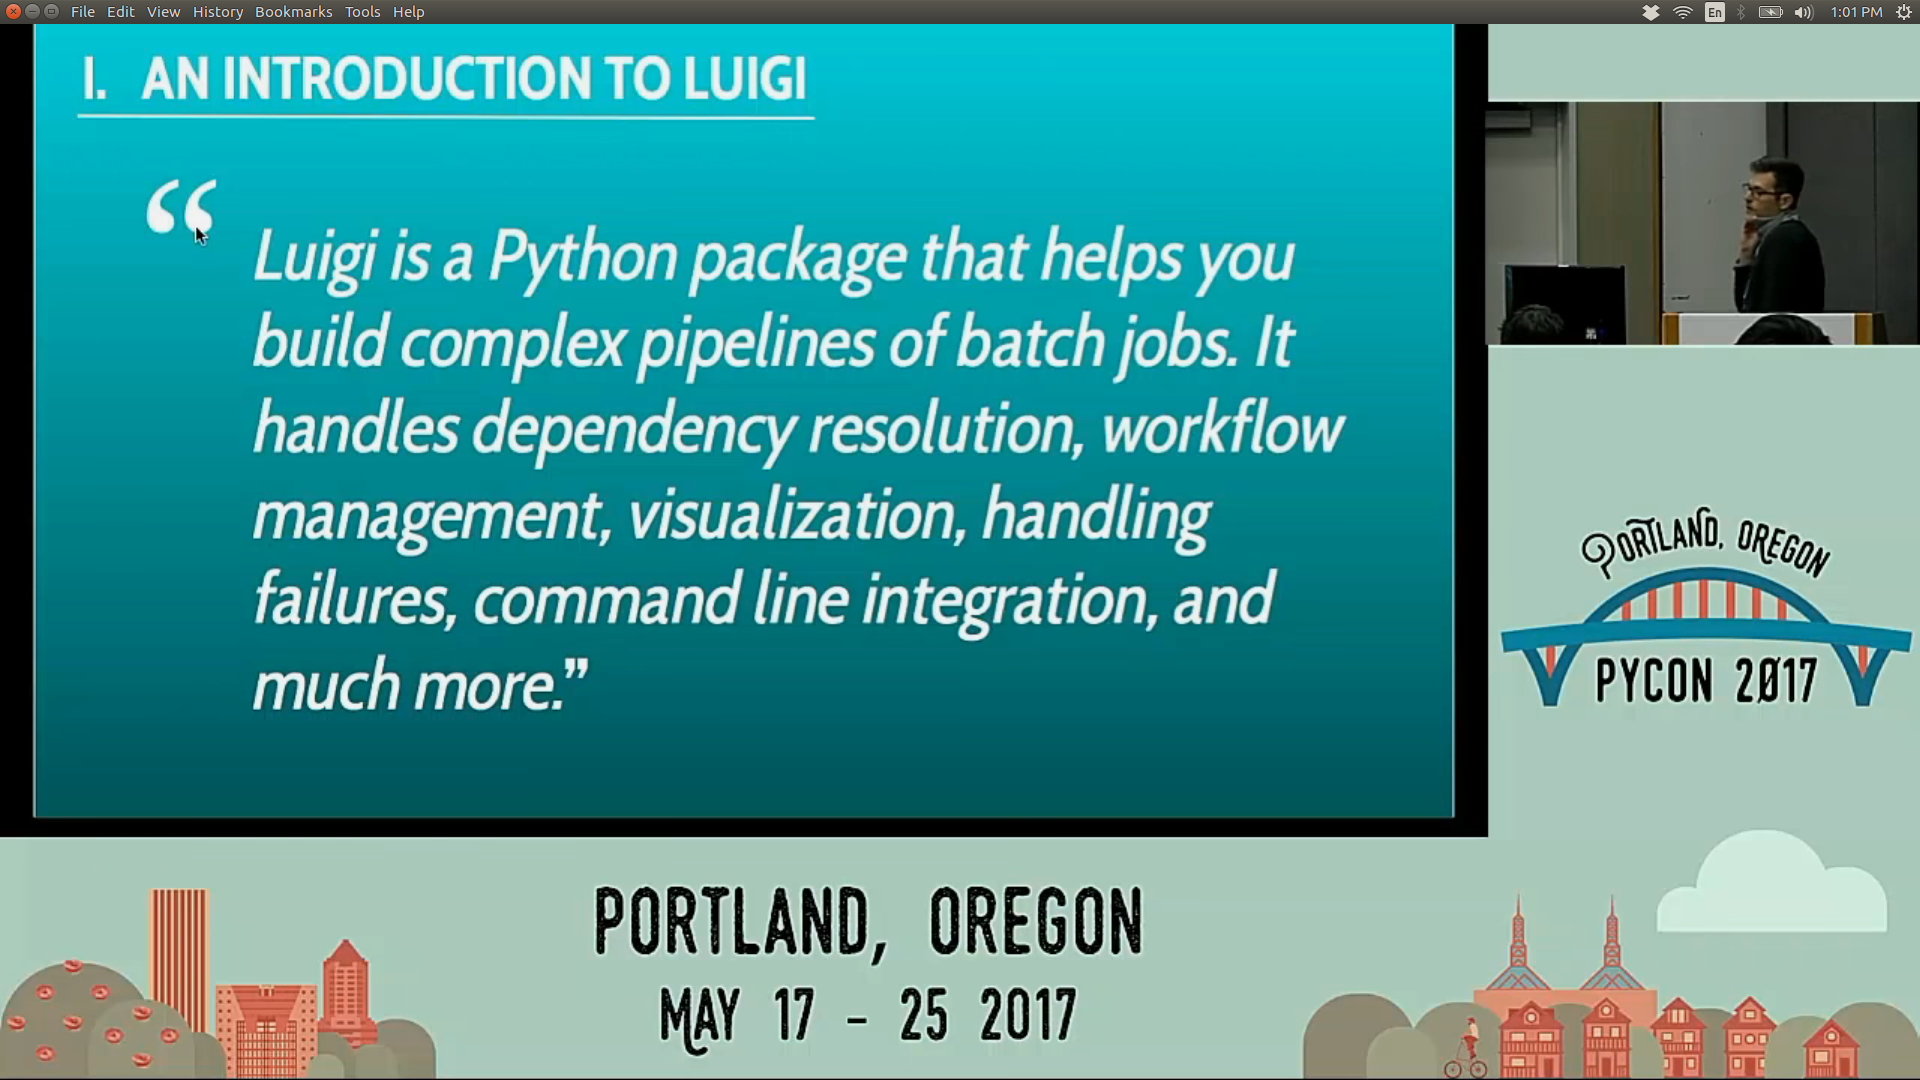 File Edit View History Bookmarks Tools Help
En
1:01 PM
I. AN INTRODUCTION TO LUIGI
“
Luigi is a Python package that helps you
build complex pipelines of batch jobs. It
handles dependency resolution, workflow
management, visualization, handling
failures, command line integration, and
much more.”
PORTLAND, OREGON
PYCON 2017
PORTLAND, OREGON
MAY 17 - 25 2017